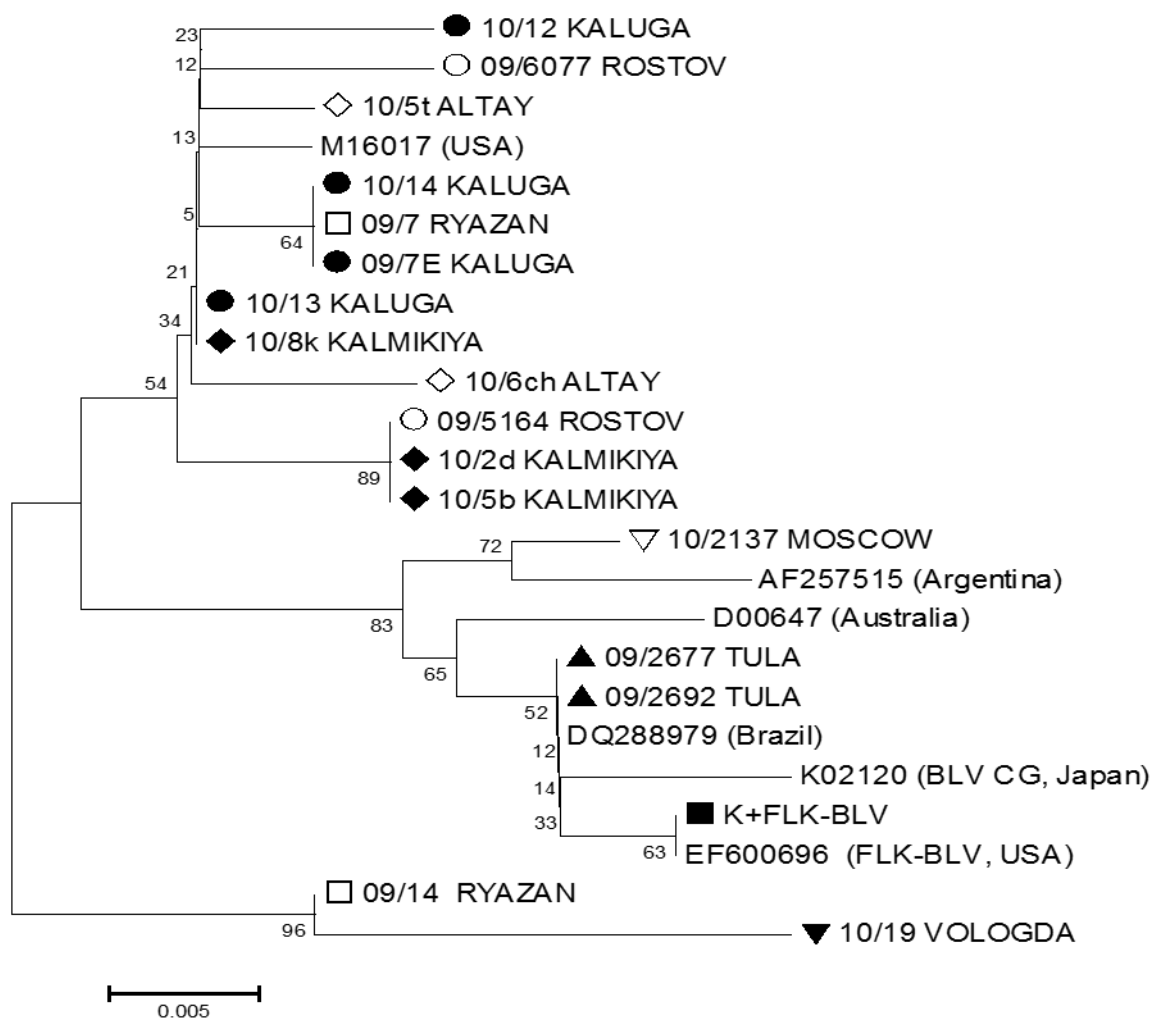 23
10/12 KALUGA
12
09/6077 ROSTOV
10/5t ALTAY
13
M16017 (USA)
10/14 KALUGA
5
09/7 RYAZAN
64
09/7E KALUGA
21
10/13 KALUGA
34
10/8k KALMIKIYA
54
10/6ch ALTAY
09/5164 ROSTOV
10/2d KALMIKIYA
89
10/5b KALMIKIYA
72
10/2137 MOSCOW
AF257515 (Argentina)
83
D00647 (Australia)
65
09/2677 TULA
09/2692 TULA
52
DQ288979 (Brazil)
12
K02120 (BLV CG, Japan)
14
K+FLK-BLV
33
63
EF600696 (FLK-BLV, USA)
09/14 RYAZAN
96
10/19 VOLOGDA
0.005